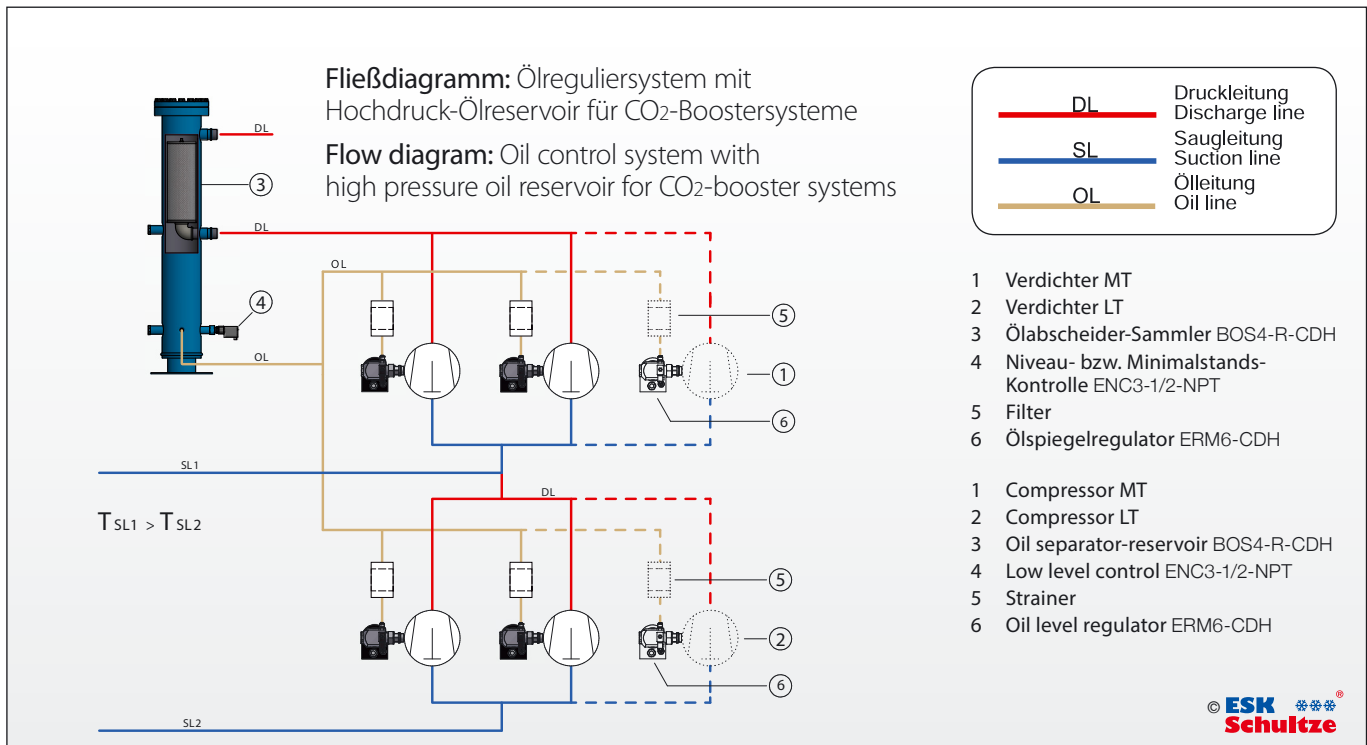 Fließdiagramm: Ölreguliersystem mit
Hochdruck-Ölreservoir für CO2-Boostersysteme
Flow diagram: Oil control system with
high pressure oil reservoir for CO2-booster systems
DL
Druckleitung
Discharge line
SL
Saugleitung
Suction line
OL
Ölleitung
Oil line
DL
3
DL
OL
4
OL
5
1
6
SL1
DL
TSL1 > TSL2
5
2
6
SL2
1 Verdichter MT
2 Verdichter LT
3 Ölabscheider-Sammler BOS4-R-CDH
4 Niveau- bzw. Minimalstands-
Kontrolle ENC3-1/2-NPT
5 Filter
6 Ölspiegelregulator ERM6-CDH
1 Compressor MT
2 Compressor LT
3 Oil separator-reservoir BOS4-R-CDH
4 Low level control ENC3-1/2-NPT
5 Strainer
6 Oil level regulator ERM6-CDH
© ESK ®
Schultze